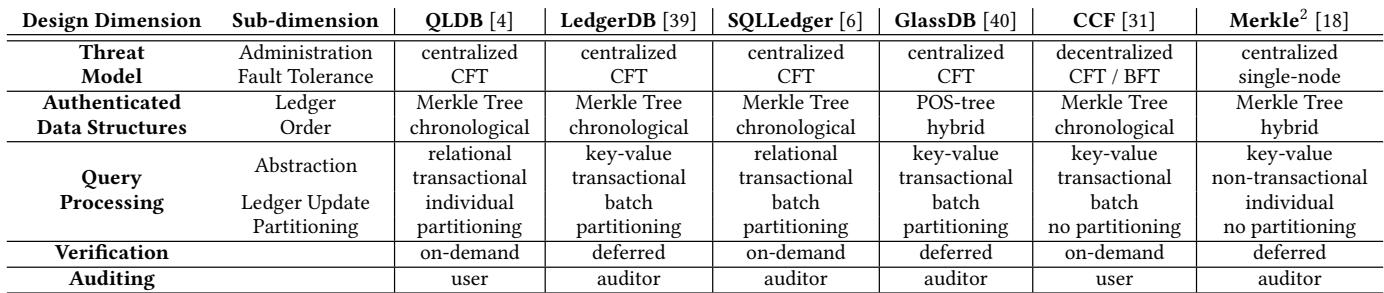 Design Dimension Sub-dimension QLDB [4] LedgerDB [39] SQLLedger [6] GlassDB [40] CCF [31] Merkle² [18]
Threat Administration centralized centralized centralized centralized decentralized centralized
Model Fault Tolerance CFT CFT CFT CFT CFT / BFT single-node
Authenticated Ledger Merkle Tree Merkle Tree Merkle Tree POS-tree Merkle Tree Merkle Tree
Data Structures Order chronological chronological chronological hybrid chronological hybrid
Abstraction relational key-value relational key-value key-value key-value
Query transactional transactional transactional transactional transactional non-transactional
Processing Ledger Update individual batch batch batch batch individual
Partitioning partitioning partitioning partitioning partitioning no partitioning no partitioning
Verification on-demand deferred on-demand deferred on-demand deferred
Auditing user auditor auditor auditor user auditor